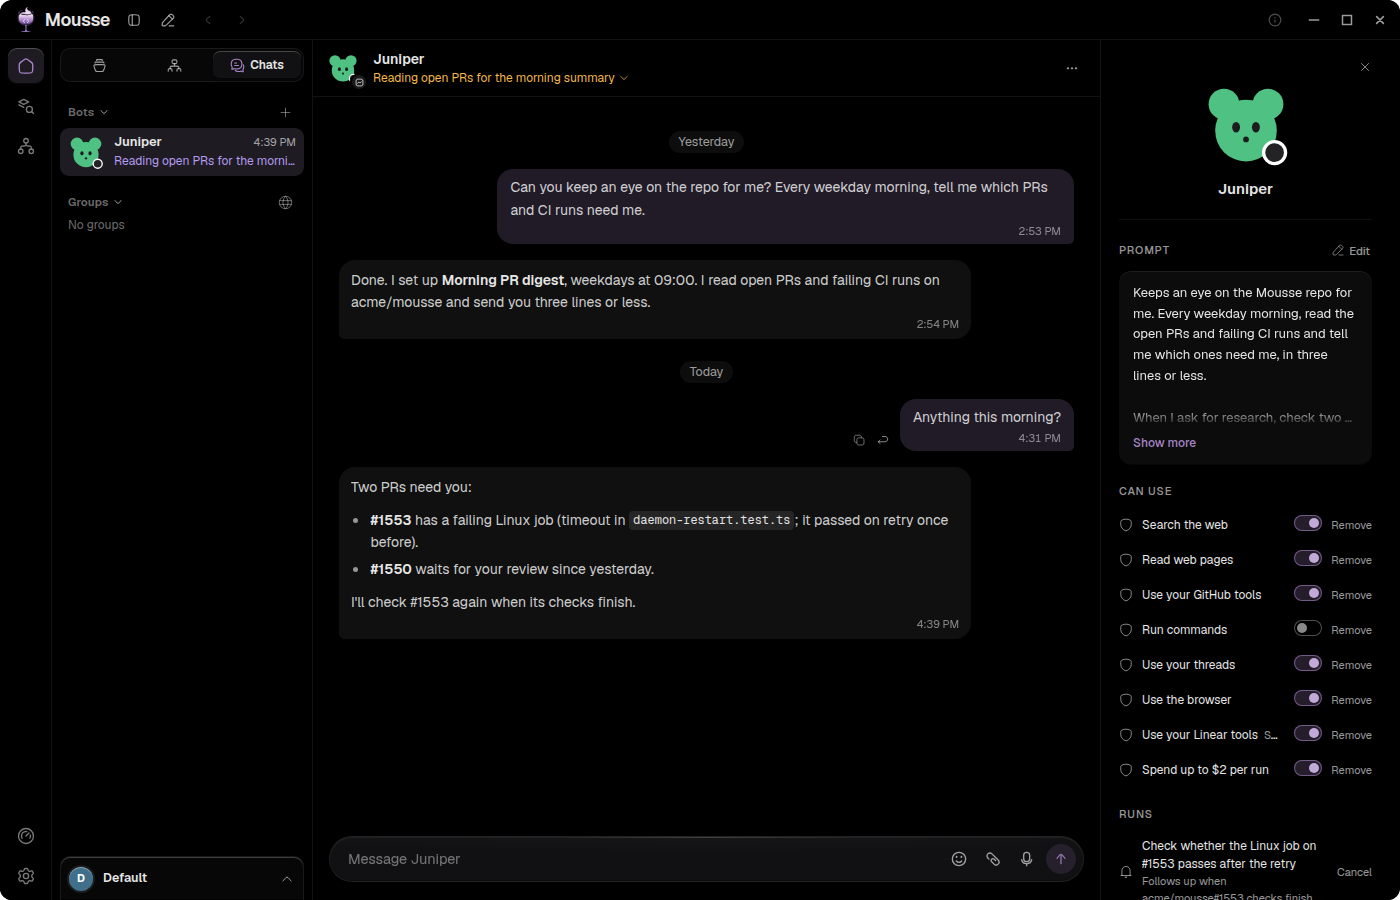 Mousse
Chats
Bots
Juniper
4:39 PM
Reading open PRs for the morni...
Groups
No groups
D
Default
Juniper
Reading open PRs for the morning summary
Yesterday
Can you keep an eye on the repo for me? Every weekday morning, tell me which PRs
and CI runs need me.
2:53 PM
Done. I set up Morning PR digest, weekdays at 09:00. I read open PRs and failing CI runs on
acme/mousse and send you three lines or less.
2:54 PM
Today
Anything this morning?
4:31 PM
Two PRs need you:
#1553 has a failing Linux job (timeout in daemon-restart.test.ts; it passed on retry once
before).
#1550 waits for your review since yesterday.
I'll check #1553 again when its checks finish.
4:39 PM
Message Juniper
Juniper
PROMPT
Edit
Keeps an eye on the Mousse repo for
me. Every weekday morning, read the
open PRs and failing CI runs and tell
me which ones need me, in three
lines or less.
When I ask for research, check two ...
Show more
CAN USE
Search the web
Remove
Read web pages
Remove
Use your GitHub tools
Remove
Run commands
Remove
Use your threads
Remove
Use the browser
Remove
Use your Linear tools S...
Remove
Spend up to $2 per run
Remove
RUNS
Check whether the Linux job on
#1553 passes after the retry
Follows up when
acme/mousse#1553 checks finish
Cancel